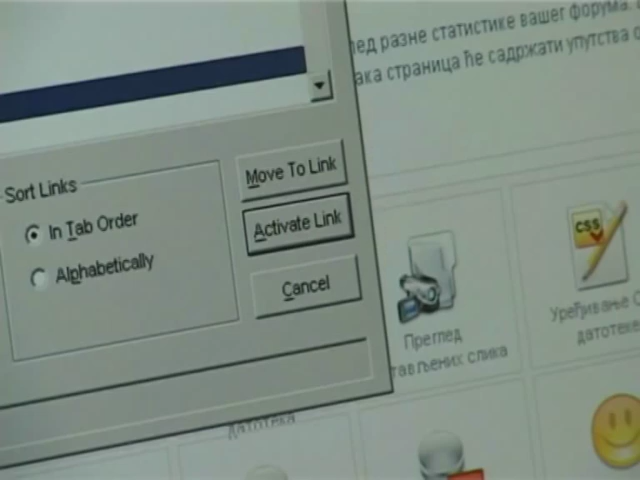 лед разне статистике вашег форума.
ака страница ће садржати упутства
Sort Links
In Tab Order
Alphabetically
Move To Link
Activate Link
Cancel
css
Преглед
тављених слика
Уређивање
датотеке
датотека